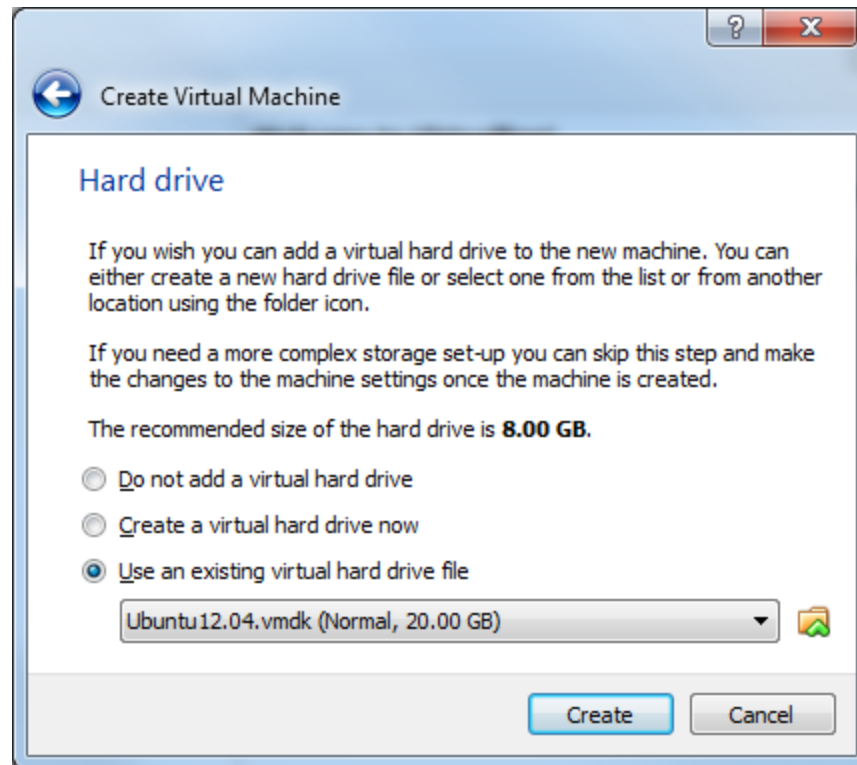 ?
Create Virtual Machine
Hard drive
If you wish you can add a virtual hard drive to the new machine. You can
either create a new hard drive file or select one from the list or from another
location using the folder icon.
If you need a more complex storage set-up you can skip this step and make
the changes to the machine settings once the machine is created.
The recommended size of the hard drive is 8.00 GB.
Do not add a virtual hard drive
Create a virtual hard drive now
Use an existing virtual hard drive file
Ubuntu12.04.vmdk (Normal, 20.00 GB)
Create Cancel